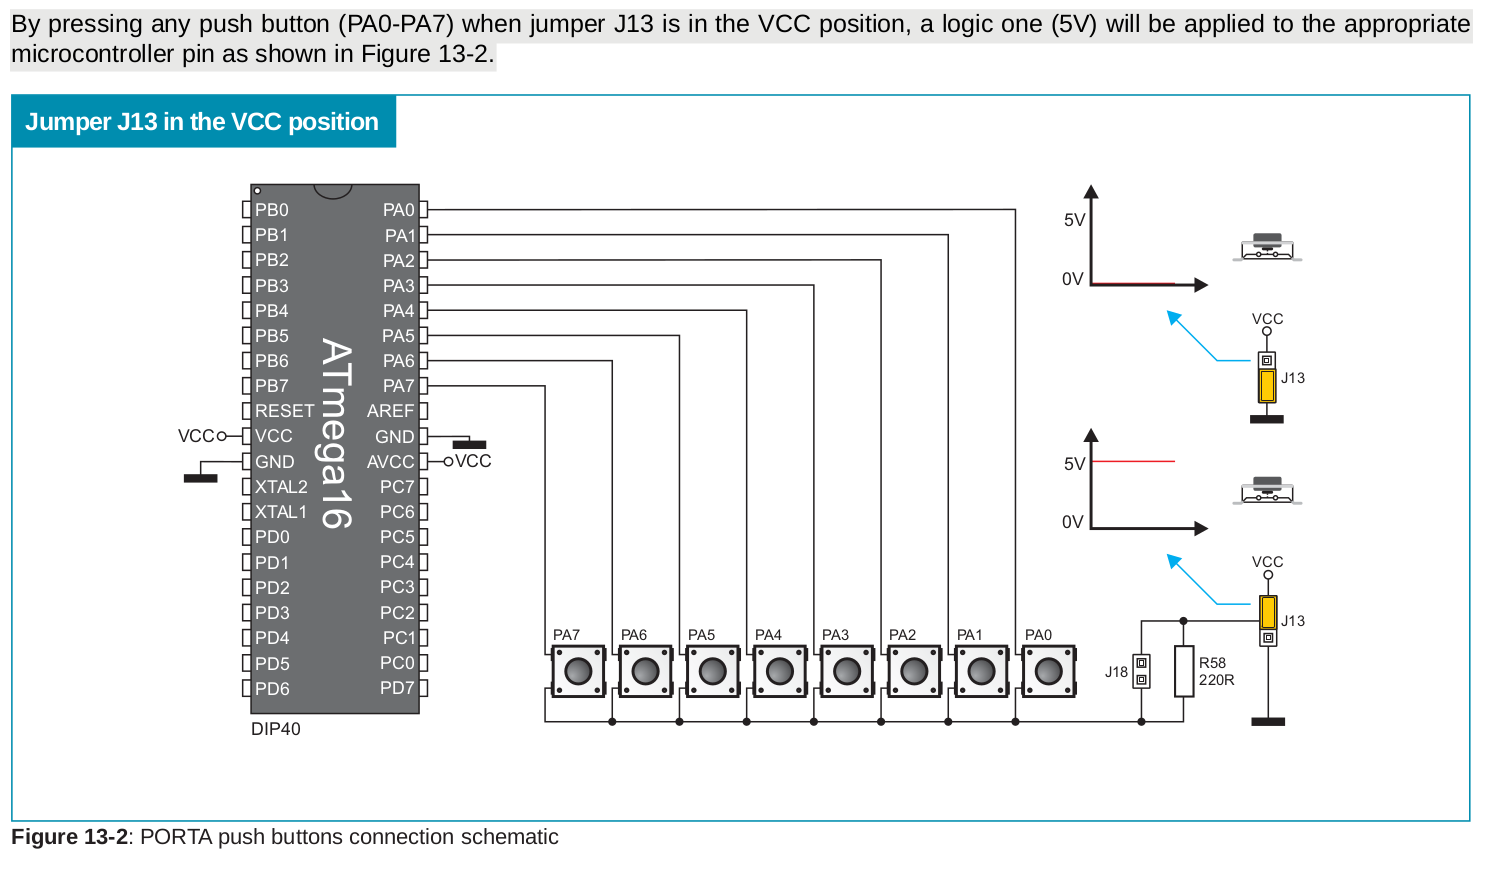 By pressing any push button (PA0-PA7) when jumper J13 is in the VCC position, a logic one (5V) will be applied to the appropriate
microcontroller pin as shown in Figure 13-2.
Jumper J13 in the VCC position
PB0 PA0
PB1 PA1
PB2 PA2
PB3 PA3
PB4 PA4
PB5 PA5
PB6 PA6
PB7 PA7
RESET AREF
VCC VCC GND
GND AVCC VCC
XTAL2 PC7
XTAL1 PC6
PD0 PC5
PD1 PC4
PD2 PC3
PD3 PC2
PD4 PC1
PD5 PC0
PD6 PD7
ATmega16
DIP40
5V
0V
VCC
J13
5V
0V
VCC
J13
PA7 PA6 PA5 PA4 PA3 PA2 PA1 PA0
J18
R58
220R
Figure 13-2: PORTA push buttons connection schematic